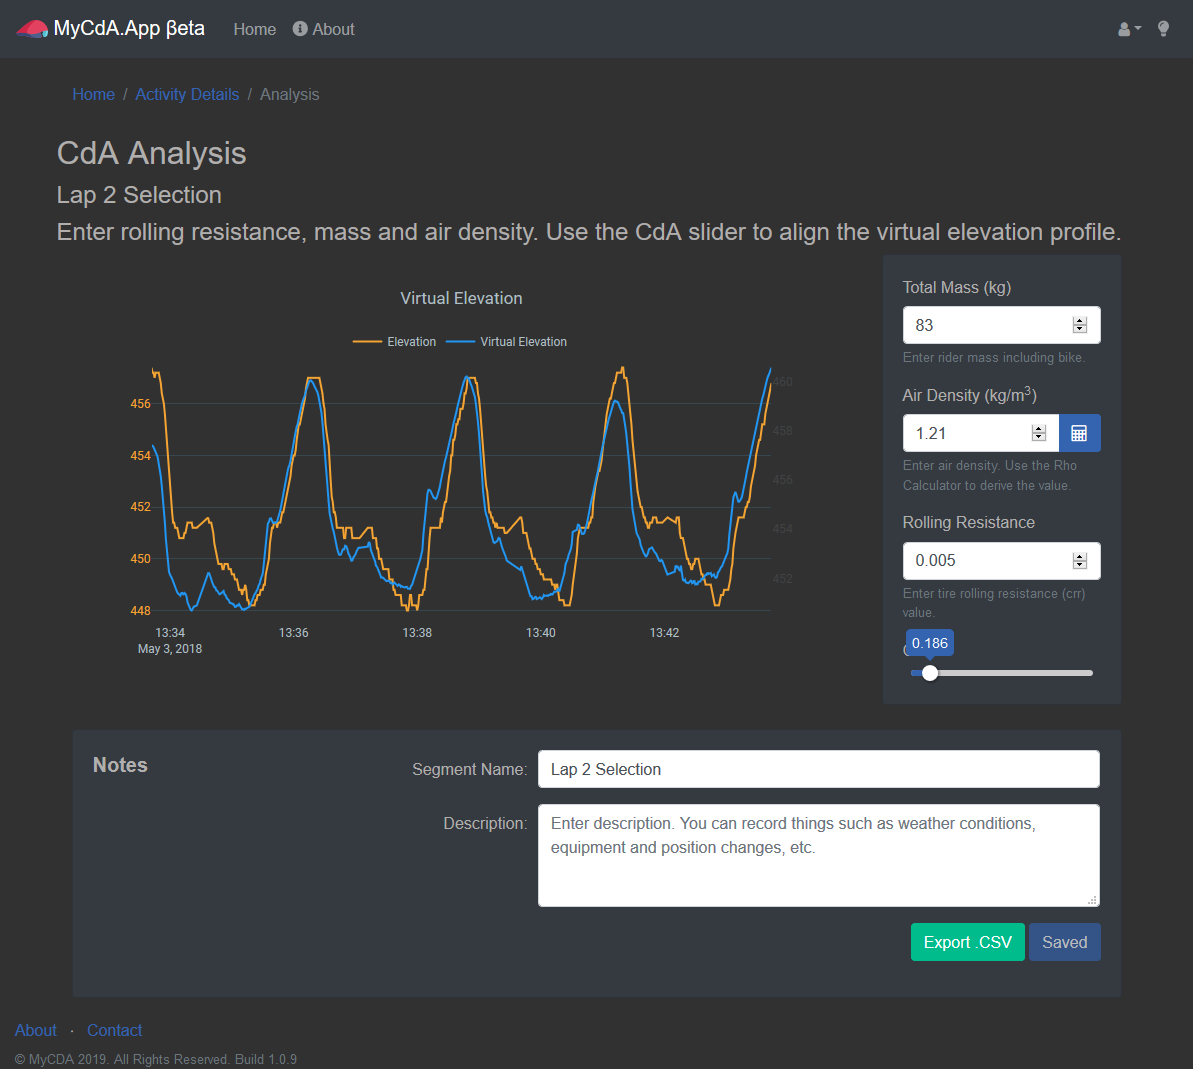 MyCdA.App βeta
Home
About
Home / Activity Details / Analysis
CdA Analysis
Lap 2 Selection
Enter rolling resistance, mass and air density. Use the CdA slider to align the virtual elevation profile.
Virtual Elevation
Elevation
Virtual Elevation
456
454
452
450
448
460
458
456
454
452
13:34
13:36
13:38
13:40
13:42
May 3, 2018
Total Mass (kg)
83
Enter rider mass including bike.
Air Density (kg/m³)
1.21
Enter air density. Use the Rho
Calculator to derive the value.
Rolling Resistance
0.005
Enter tire rolling resistance (crr)
value.
0.186
Notes
Segment Name:
Lap 2 Selection
Description:
Enter description. You can record things such as weather conditions,
equipment and position changes, etc.
Export .CSV
Saved
About · Contact
© MyCDA 2019. All Rights Reserved. Build 1.0.9